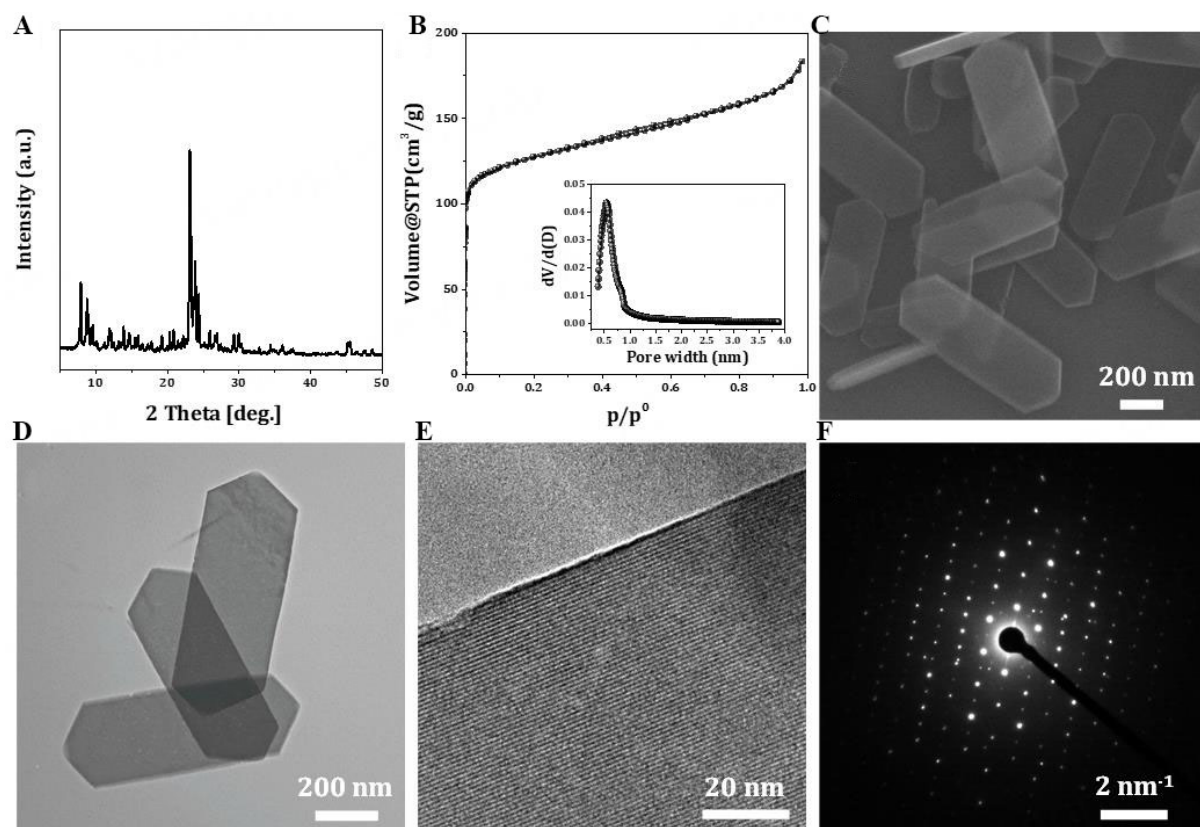 A
Intensity (a.u.)
10
20
30
40
50
2 Theta [deg.]
B
Volume@STP(cm³/g)
200
150
100
50
0
0.0
0.2
0.4
0.6
0.8
1.0
p/p⁰
dV/d(D)
0.05
0.04
0.03
0.02
0.01
0.00
0.5
1.0
1.5
2.0
2.5
3.0
3.5
4.0
Pore width (nm)
C
200 nm
D
200 nm
E
20 nm
F
2 nm⁻¹